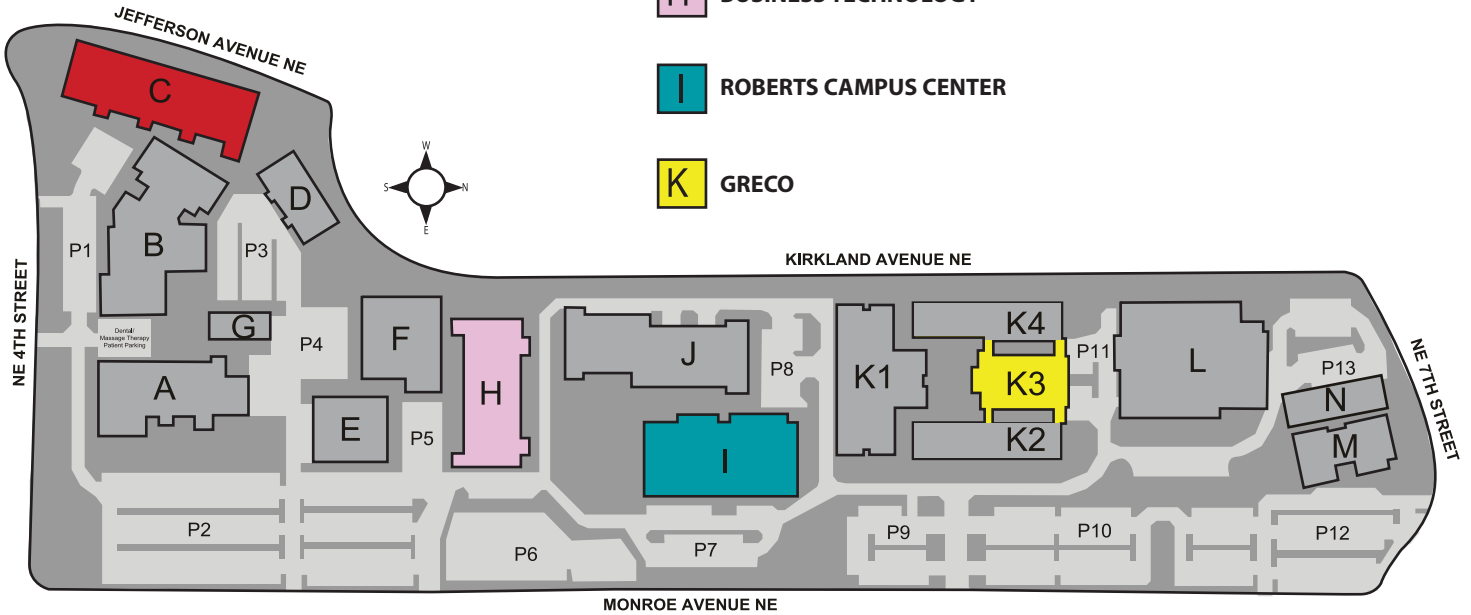 H BUSINESS TECHNOLOGY
JEFFERSON AVENUE NE
I ROBERTS CAMPUS CENTER
C
W
S N
E
K GRECO
D
B
P1
P3
KIRKLAND AVENUE NE
NE 4TH STREET
Dental/
Massage Therapy
Patient Parking
G
P4
F
K4
P11
J
L
NE 7TH STREET
P8
P13
A
H
K1
K3
N
E
P5
K2
M
I
P2
P6
P7
P9
P10
P12
MONROE AVENUE NE